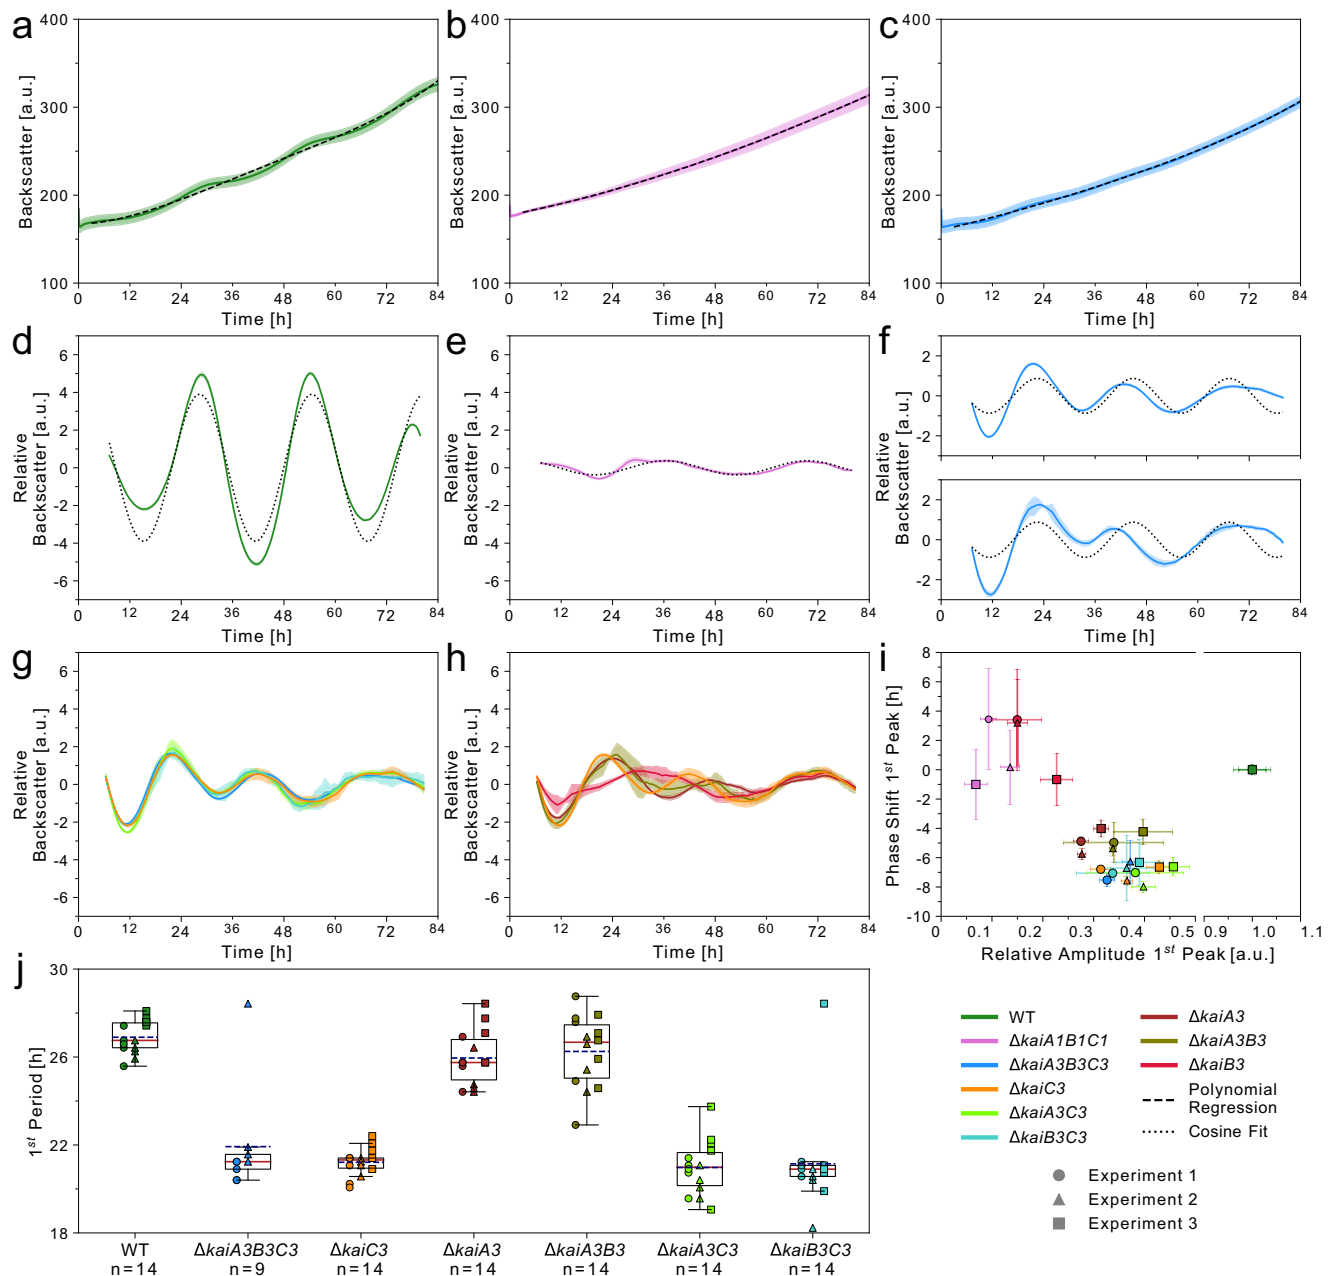 a
b
c
400
300
200
100
Backscatter [a.u.]
0 12 24 36 48 60 72 84
Time [h]
400
300
200
100
Backscatter [a.u.]
0 12 24 36 48 60 72 84
Time [h]
400
300
200
100
Backscatter [a.u.]
0 12 24 36 48 60 72 84
Time [h]
d
e
f
6
4
2
0
-2
-4
-6
Relative
Backscatter [a.u.]
0 12 24 36 48 60 72 84
Time [h]
6
4
2
0
-2
-4
-6
Relative
Backscatter [a.u.]
0 12 24 36 48 60 72 84
Time [h]
2
0
-2
2
0
-2
Relative
Backscatter [a.u.]
0 12 24 36 48 60 72 84
Time [h]
g
h
i
6
4
2
0
-2
-4
-6
Relative
Backscatter [a.u.]
0 12 24 36 48 60 72 84
Time [h]
6
4
2
0
-2
-4
-6
Relative
Backscatter [a.u.]
0 12 24 36 48 60 72 84
Time [h]
8
6
4
2
0
-2
-4
-6
-8
-10
Phase Shift 1st Peak [h]
0 0.1 0.2 0.3 0.4 0.5 0.9 1.0 1.1
Relative Amplitude 1st Peak [a.u.]
j
30
26
22
18
1st Period [h]
WT ΔkaiA3B3C3 ΔkaiC3 ΔkaiA3 ΔkaiA3B3 ΔkaiA3C3 ΔkaiB3C3
n=14 n=9 n=14 n=14 n=14 n=14 n=14
WT
ΔkaiA1B1C1
ΔkaiA3B3C3
ΔkaiC3
ΔkaiA3C3
ΔkaiB3C3
ΔkaiA3
ΔkaiA3B3
ΔkaiB3
Polynomial
Regression
Cosine Fit
Experiment 1
Experiment 2
Experiment 3